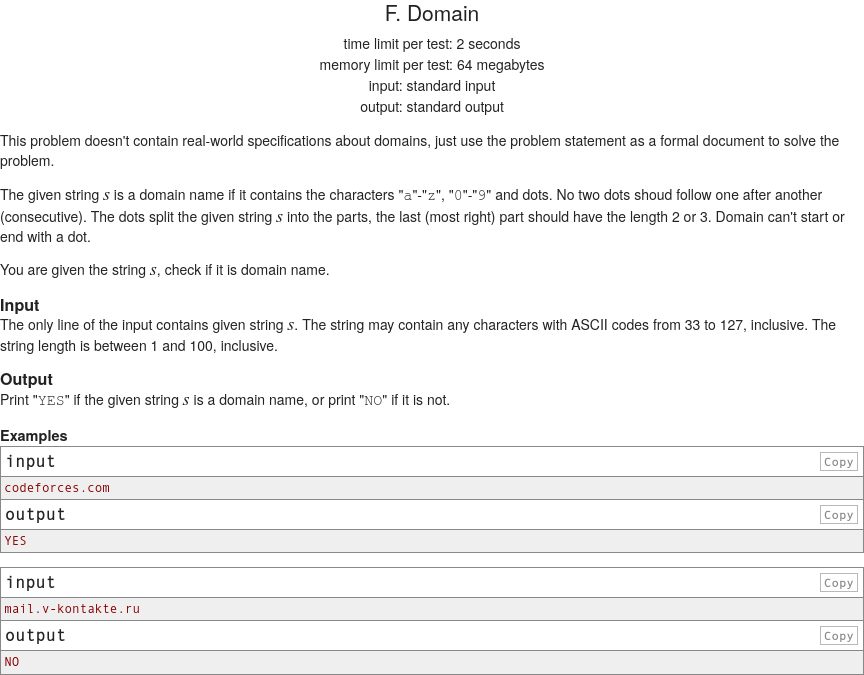 F. Domain
time limit per test: 2 seconds
memory limit per test: 64 megabytes
input: standard input
output: standard output
This problem doesn't contain real-world specifications about domains, just use the problem statement as a formal document to solve the
problem.
The given string s is a domain name if it contains the characters "a"-"z", "0"-"9" and dots. No two dots shoud follow one after another
(consecutive). The dots split the given string s into the parts, the last (most right) part should have the length 2 or 3. Domain can't start or
end with a dot.
You are given the string s, check if it is domain name.
Input
The only line of the input contains given string s. The string may contain any characters with ASCII codes from 33 to 127, inclusive. The
string length is between 1 and 100, inclusive.
Output
Print "YES" if the given string s is a domain name, or print "NO" if it is not.
Examples
input Copy
codeforces.com
output Copy
YES
input Copy
mail.v-kontakte.ru
output Copy
NO